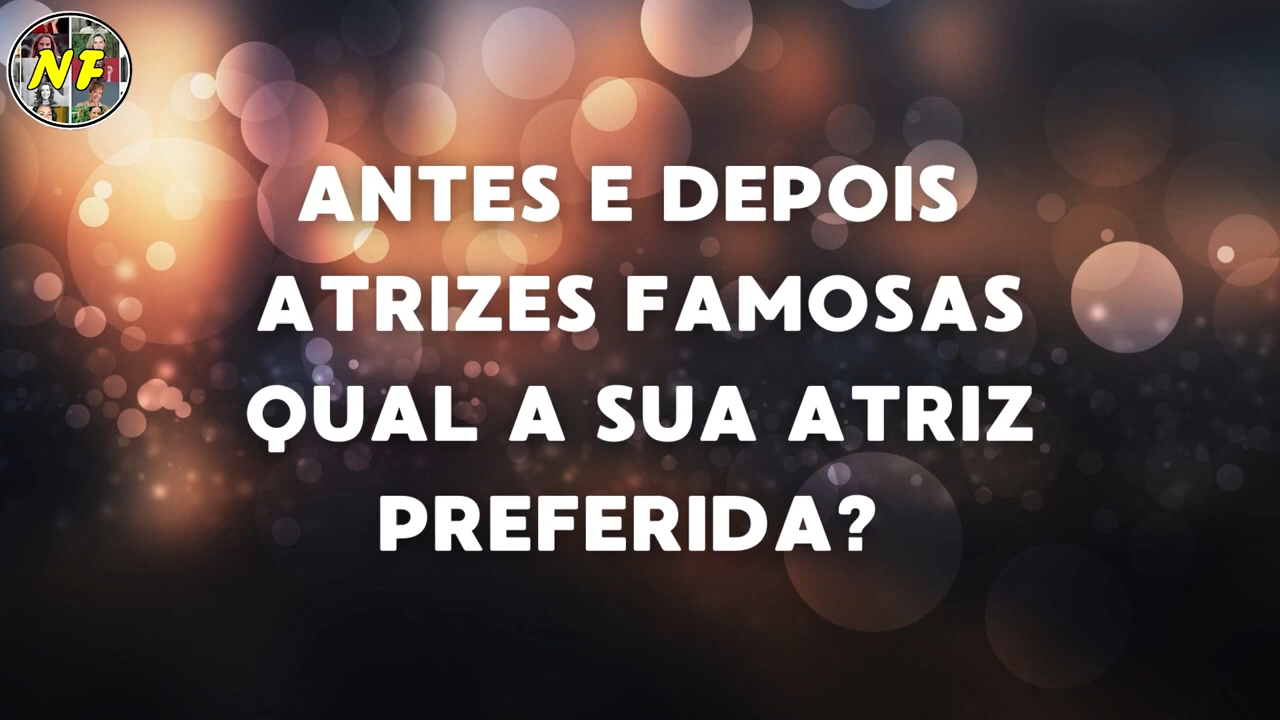 NF
ANTES E DEPOIS
ATRIZES FAMOSAS
QUAL A SUA ATRIZ
PREFERIDA?